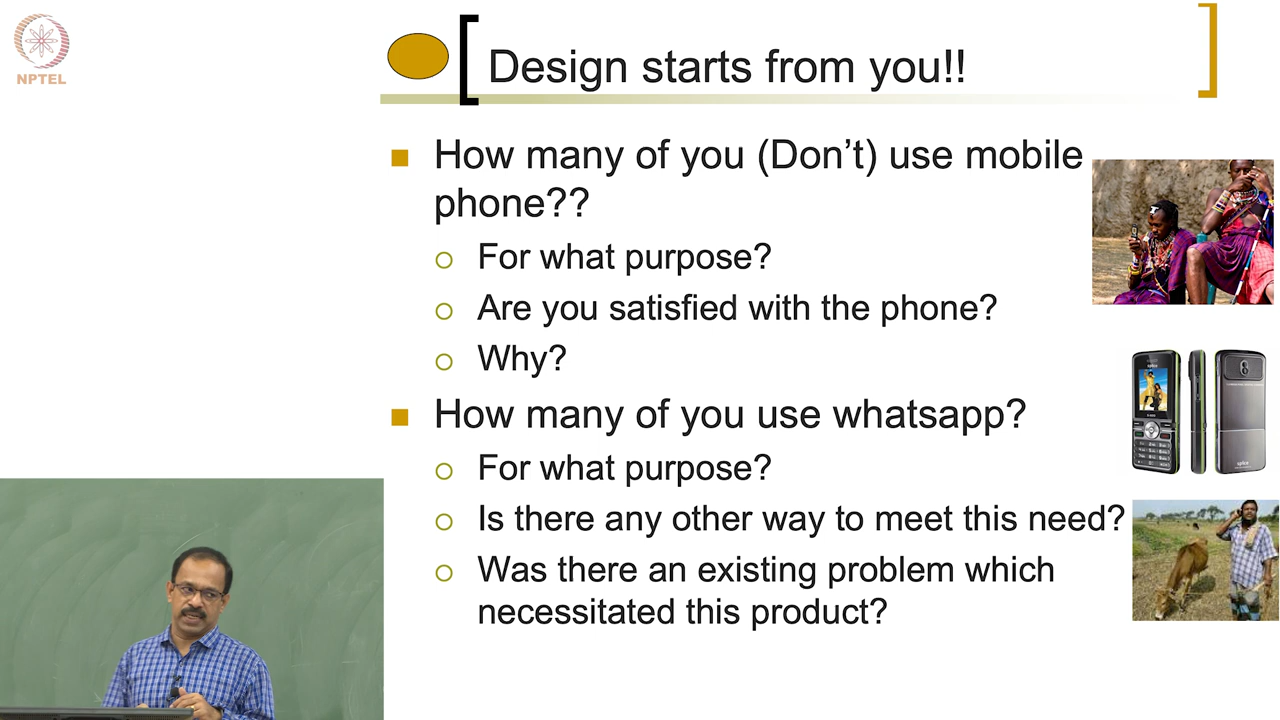 NPTEL
Design starts from you!!
How many of you (Don't) use mobile
phone??
For what purpose?
Are you satisfied with the phone?
Why?
How many of you use whatsapp?
For what purpose?
Is there any other way to meet this need?
Was there an existing problem which
necessitated this product?